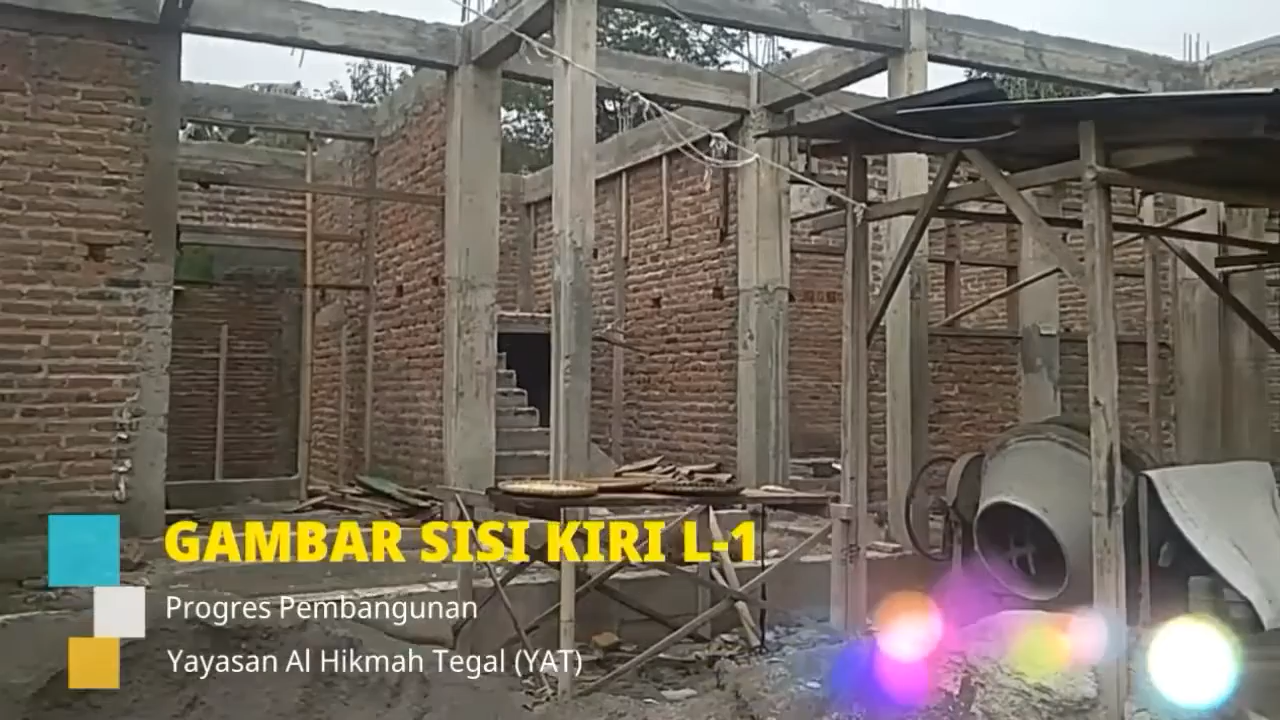 GAMBAR SISI KIRI L-1
Progres Pembangunan
Yayasan Al Hikmah Tegal (YAT)